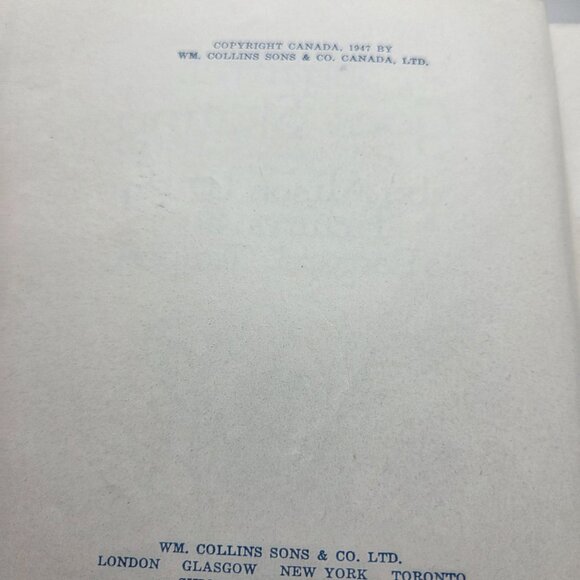 COPYRIGHT CANADA, 1947 BY
WM. COLLINS SONS & CO. CANADA, LTD.
WM. COLLINS SONS & CO. LTD.
LONDON GLASGOW NEW YORK TORONTO